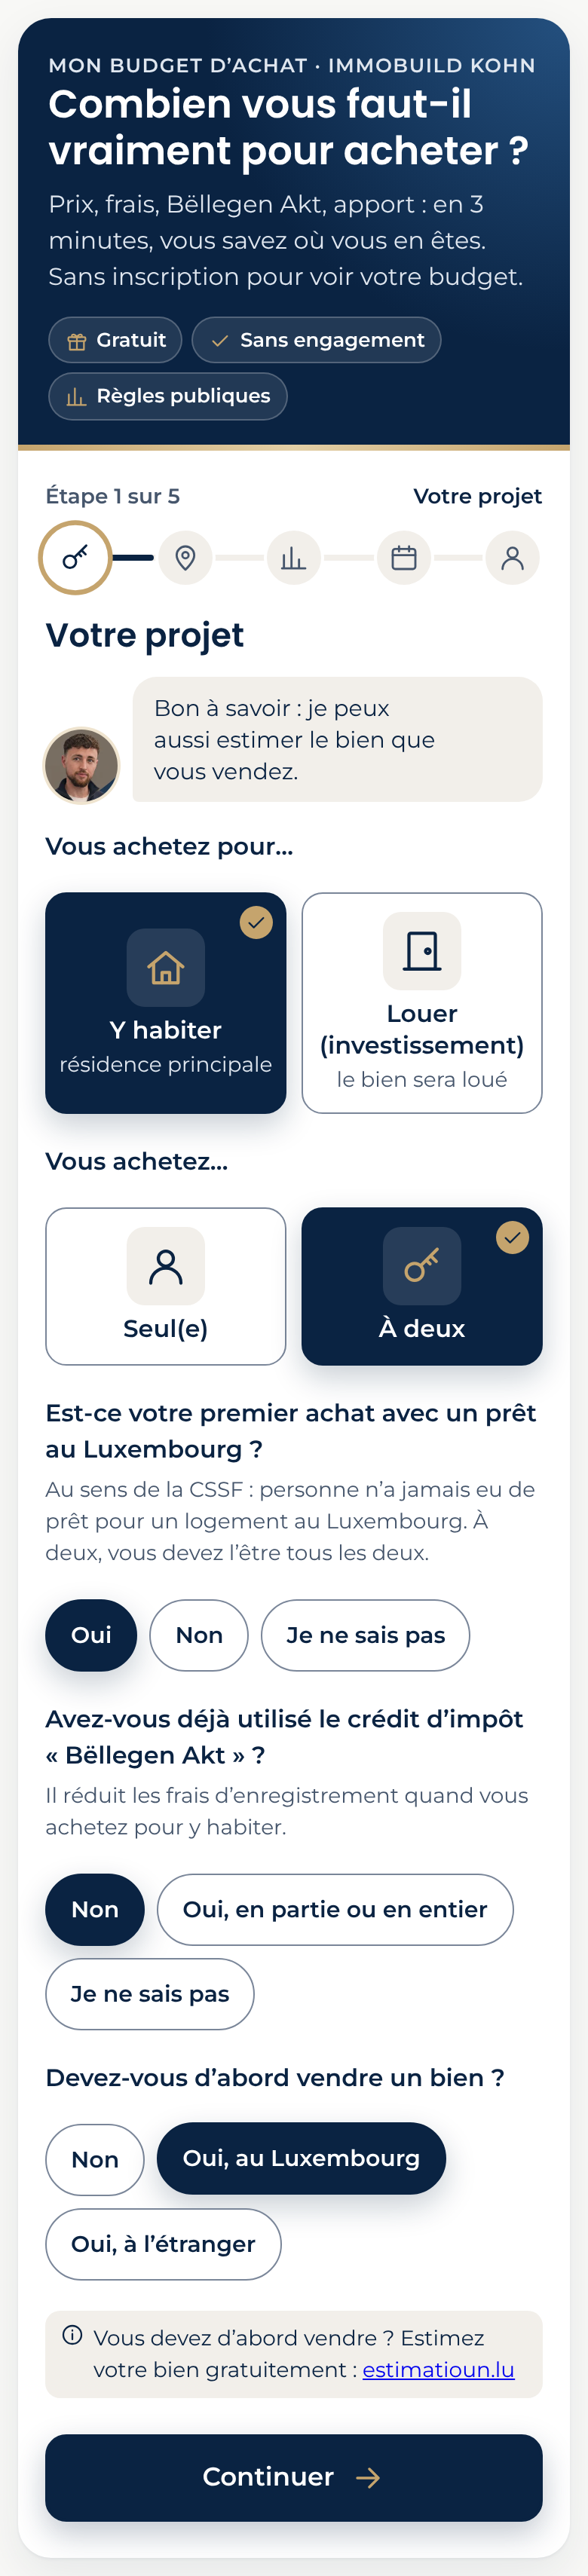 MON BUDGET D’ACHAT · IMMOBUILD KOHN
Combien vous faut-il
vraiment pour acheter ?
Prix, frais, Bëllegen Akt, apport : en 3
minutes, vous savez où vous en êtes.
Sans inscription pour voir votre budget.
Gratuit
Sans engagement
Règles publiques
Étape 1 sur 5
Votre projet
Votre projet
Bon à savoir : je peux
aussi estimer le bien que
vous vendez.
Vous achetez pour...
Y habiter
résidence principale
Louer
(investissement)
le bien sera loué
Vous achetez...
Seul(e)
À deux
Est-ce votre premier achat avec un prêt
au Luxembourg ?
Au sens de la CSSF : personne n’a jamais eu de
prêt pour un logement au Luxembourg. À
deux, vous devez l’être tous les deux.
Oui
Non
Je ne sais pas
Avez-vous déjà utilisé le crédit d’impôt
« Bëllegen Akt » ?
Il réduit les frais d’enregistrement quand vous
achetez pour y habiter.
Non
Oui, en partie ou en entier
Je ne sais pas
Devez-vous d’abord vendre un bien ?
Non
Oui, au Luxembourg
Oui, à l’étranger
Vous devez d’abord vendre ? Estimez
votre bien gratuitement : estimatioun.lu
Continuer